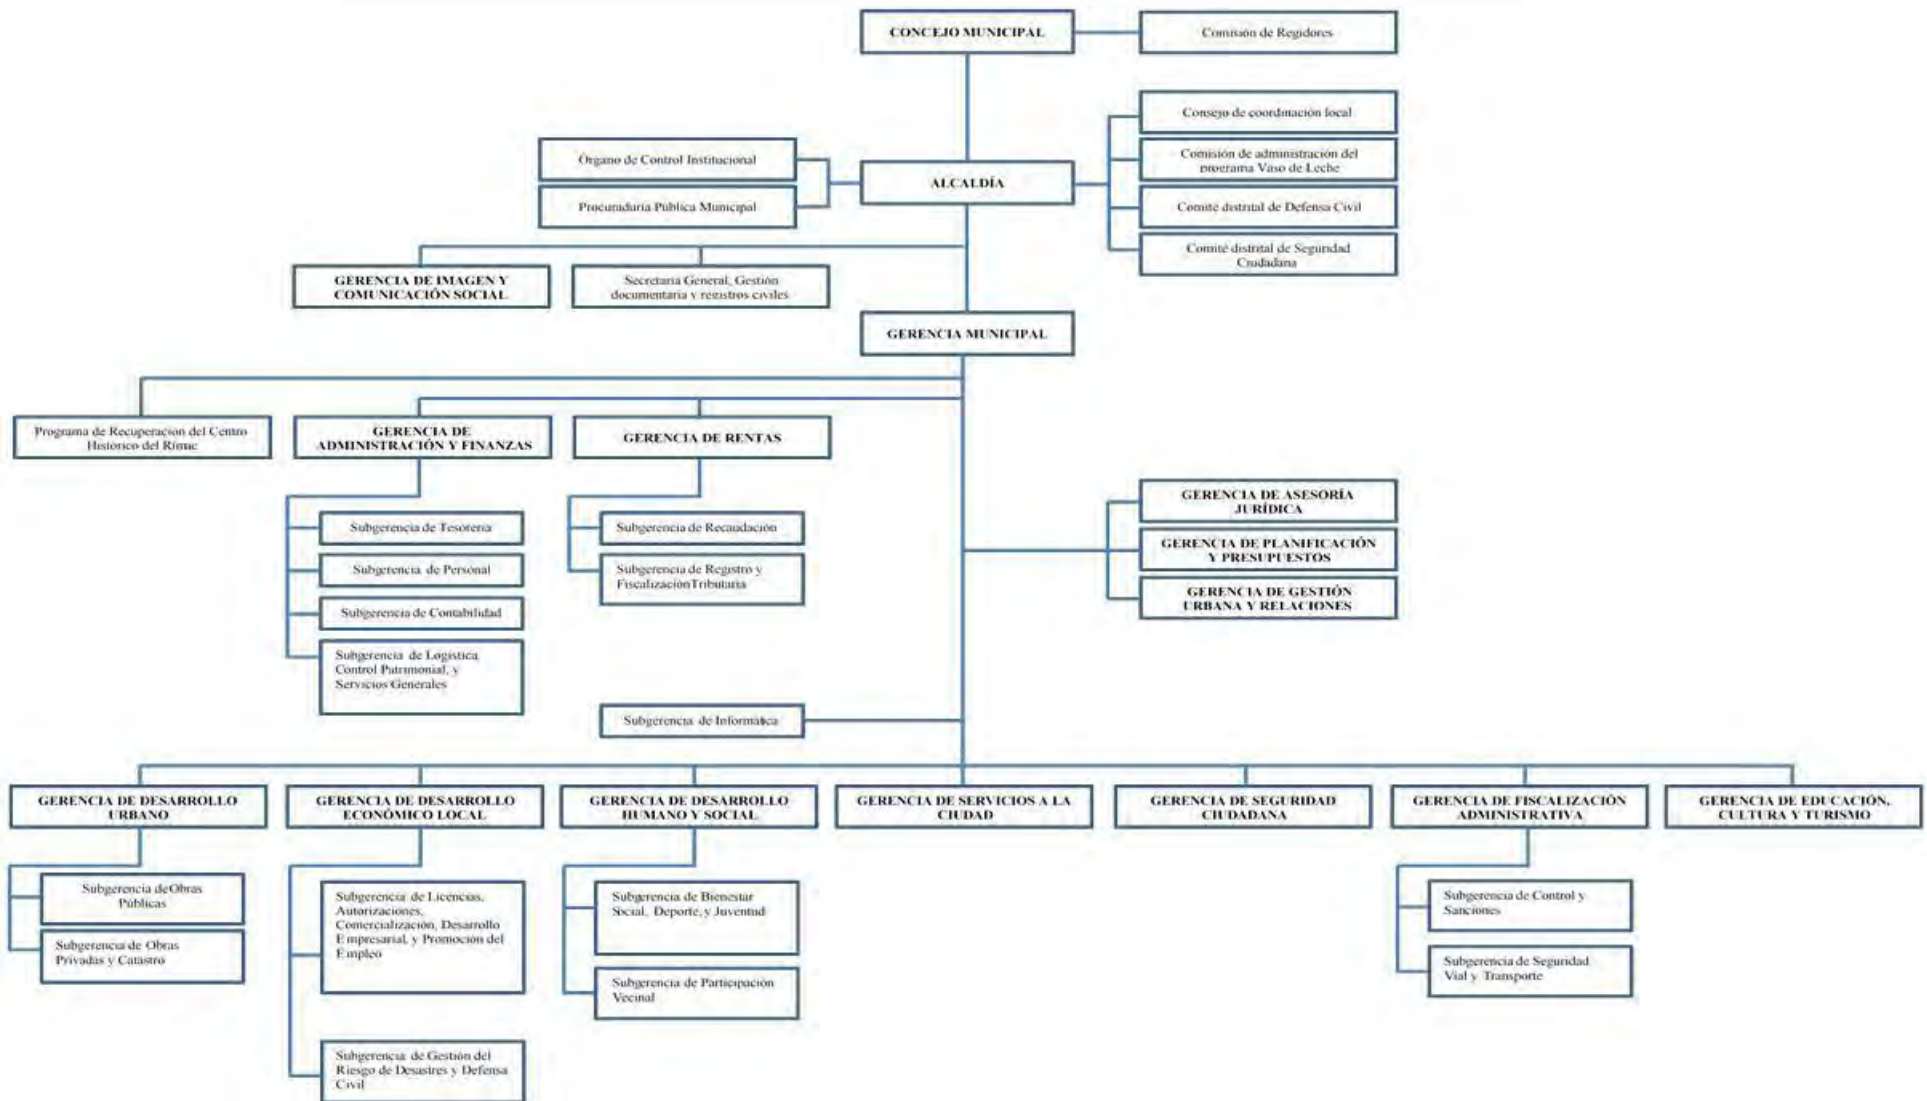 CONCEJO MUNICIPAL
Comisión de Regidores
Consejo de coordinación local
Órgano de Control Institucional
Comisión de administración del
programa Vaso de Leche
ALCALDÍA
Procuraduría Pública Municipal
Comité distrital de Defensa Civil
Comité distrital de Seguridad
Ciudadana
GERENCIA DE IMAGEN Y
COMUNICACIÓN SOCIAL
Secretaria General, Gestión
documentaria y registros civiles
GERENCIA MUNICIPAL
Programa de Recuperación del Centro
Histórico del Rímac
GERENCIA DE
ADMINISTRACIÓN Y FINANZAS
GERENCIA DE RENTAS
GERENCIA DE ASESORÍA
JURÍDICA
GERENCIA DE PLANIFICACIÓN
Y PRESUPUESTOS
GERENCIA DE GESTIÓN
URBANA Y RELACIONES
Subgerencia de Tesorería
Subgerencia de Personal
Subgerencia de Contabilidad
Subgerencia de Logística,
Control Patrimonial, y
Servicios Generales
Subgerencia de Recaudación
Subgerencia de Registro y
FiscalizaciónTributaria
Subgerencia de Informática
GERENCIA DE DESARROLLO
URBANO
GERENCIA DE DESARROLLO
ECONÓMICO LOCAL
GERENCIA DE DESARROLLO
HUMANO Y SOCIAL
GERENCIA DE SERVICIOS A LA
CIUDAD
GERENCIA DE SEGURIDAD
CIUDADANA
GERENCIA DE FISCALIZACIÓN
ADMINISTRATIVA
GERENCIA DE EDUCACIÓN,
CULTURA Y TURISMO
Subgerencia de Obras
Públicas
Subgerencia de Obras
Privadas y Catastro
Subgerencia de Licencias,
Autorizaciones,
Comercialización, Desarrollo
Empresarial, y Promoción del
Empleo
Subgerencia de Gestión del
Riesgo de Desastres y Defensa
Civil
Subgerencia de Bienestar
Social, Deporte, y Juventud
Subgerencia de Participación
Vecinal
Subgerencia de Control y
Sanciones
Subgerencia de Seguridad
Vial y Transporte